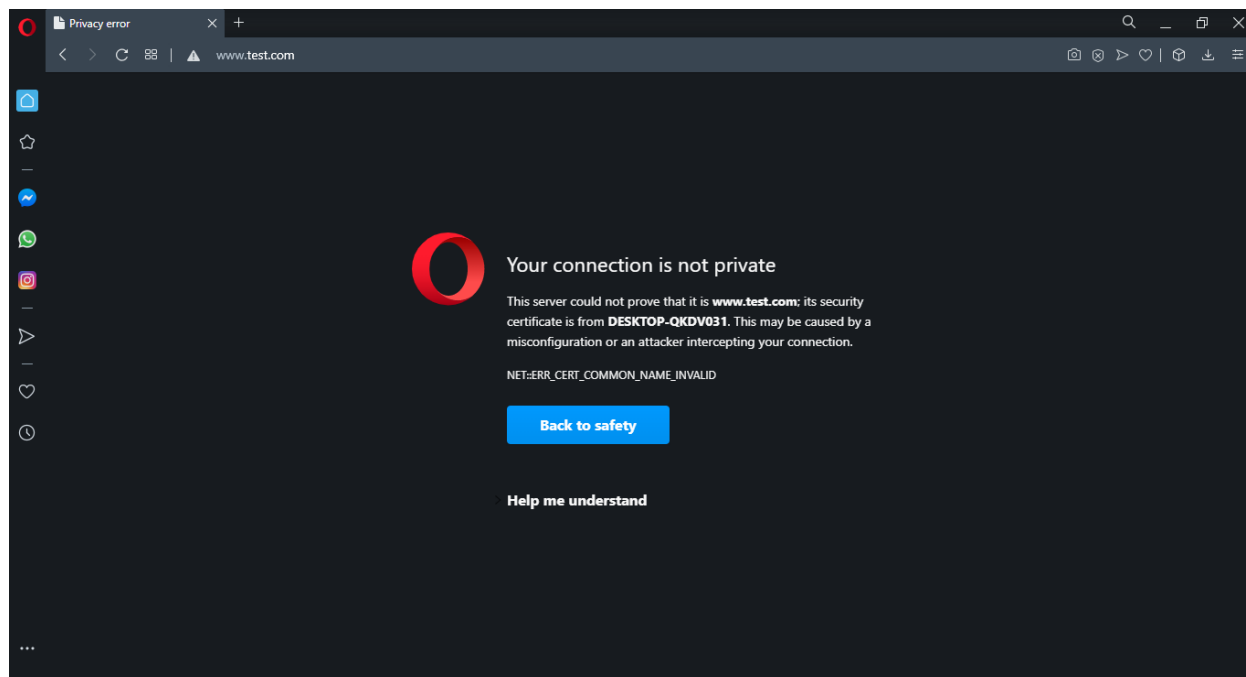 Privacy error
www.test.com
Your connection is not private
This server could not prove that it is www.test.com; its security
certificate is from DESKTOP-QKDV031. This may be caused by a
misconfiguration or an attacker intercepting your connection.
NET::ERR_CERT_COMMON_NAME_INVALID
Back to safety
Help me understand